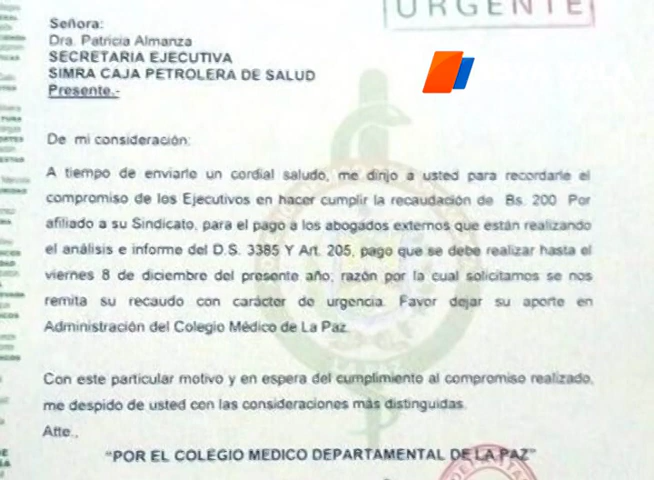 URGENTE
Señora:
Dra. Patricia Almanza
SECRETARIA EJECUTIVA
SIMRA CAJA PETROLERA DE SALUD
Presente.-
De mi consideración:
A tiempo de enviarle un cordial saludo, me dirijo a usted para recordarle el
compromiso de los Ejecutivos en hacer cumplir la recaudación de Bs. 200 Por
afiliado a su Sindicato, para el pago a los abogados externos que están realizando
el análisis e informe del D.S. 3385 Y Art. 205, pago que se debe realizar hasta el
viernes 8 de diciembre del presente año; razón por la cual solicitamos se nos
remita su recaudo con carácter de urgencia. Favor dejar su aporte en
Administración del Colegio Médico de La Paz.
Con este particular motivo y en espera del cumplimiento al compromiso realizado,
me despido de usted con las consideraciones más distinguidas.
Atte.,
"POR EL COLEGIO MEDICO DEPARTAMENTAL DE LA PAZ"